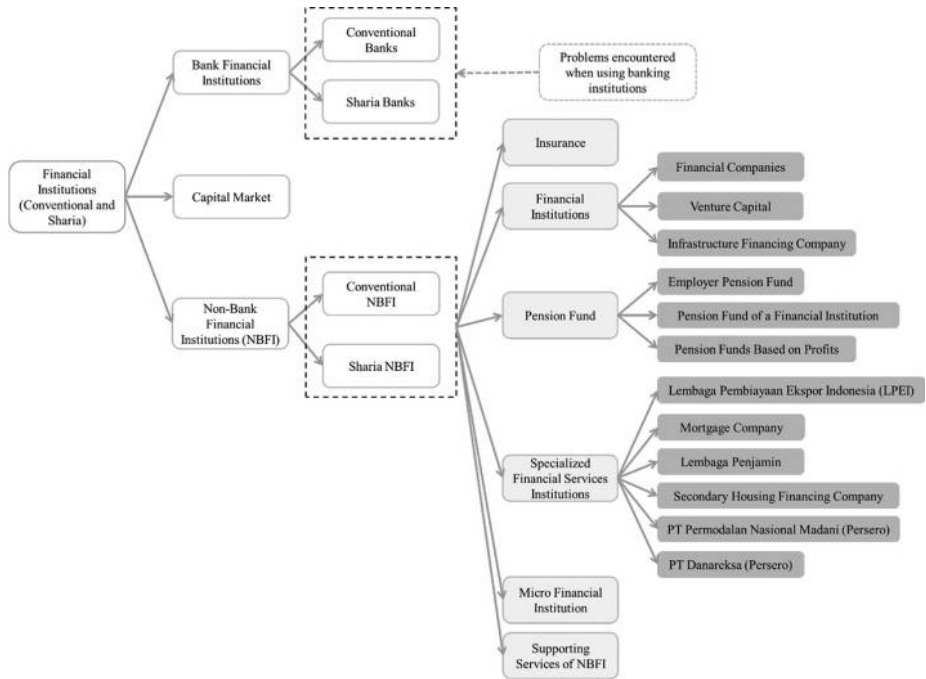 Conventional
Banks
Bank Financial
Institutions
Sharia Banks
Problems encountered
when using banking
institutions
Financial
Institutions
(Conventional and
Sharia)
Capital Market
Non-Bank
Financial
Institutions (NBFI)
Conventional
NBFI
Sharia NBFI
Insurance
Financial
Institutions
Financial Companies
Venture Capital
Infrastructure Financing Company
Pension Fund
Employer Pension Fund
Pension Fund of a Financial Institution
Pension Funds Based on Profits
Specialized
Financial Services
Institutions
Lembaga Pembiayaan Ekspor Indonesia (LPEI)
Mortgage Company
Lembaga Penjamin
Secondary Housing Financing Company
PT Permodalan Nasional Madani (Persero)
PT Danareksa (Persero)
Micro Financial
Institution
Supporting
Services of NBFI